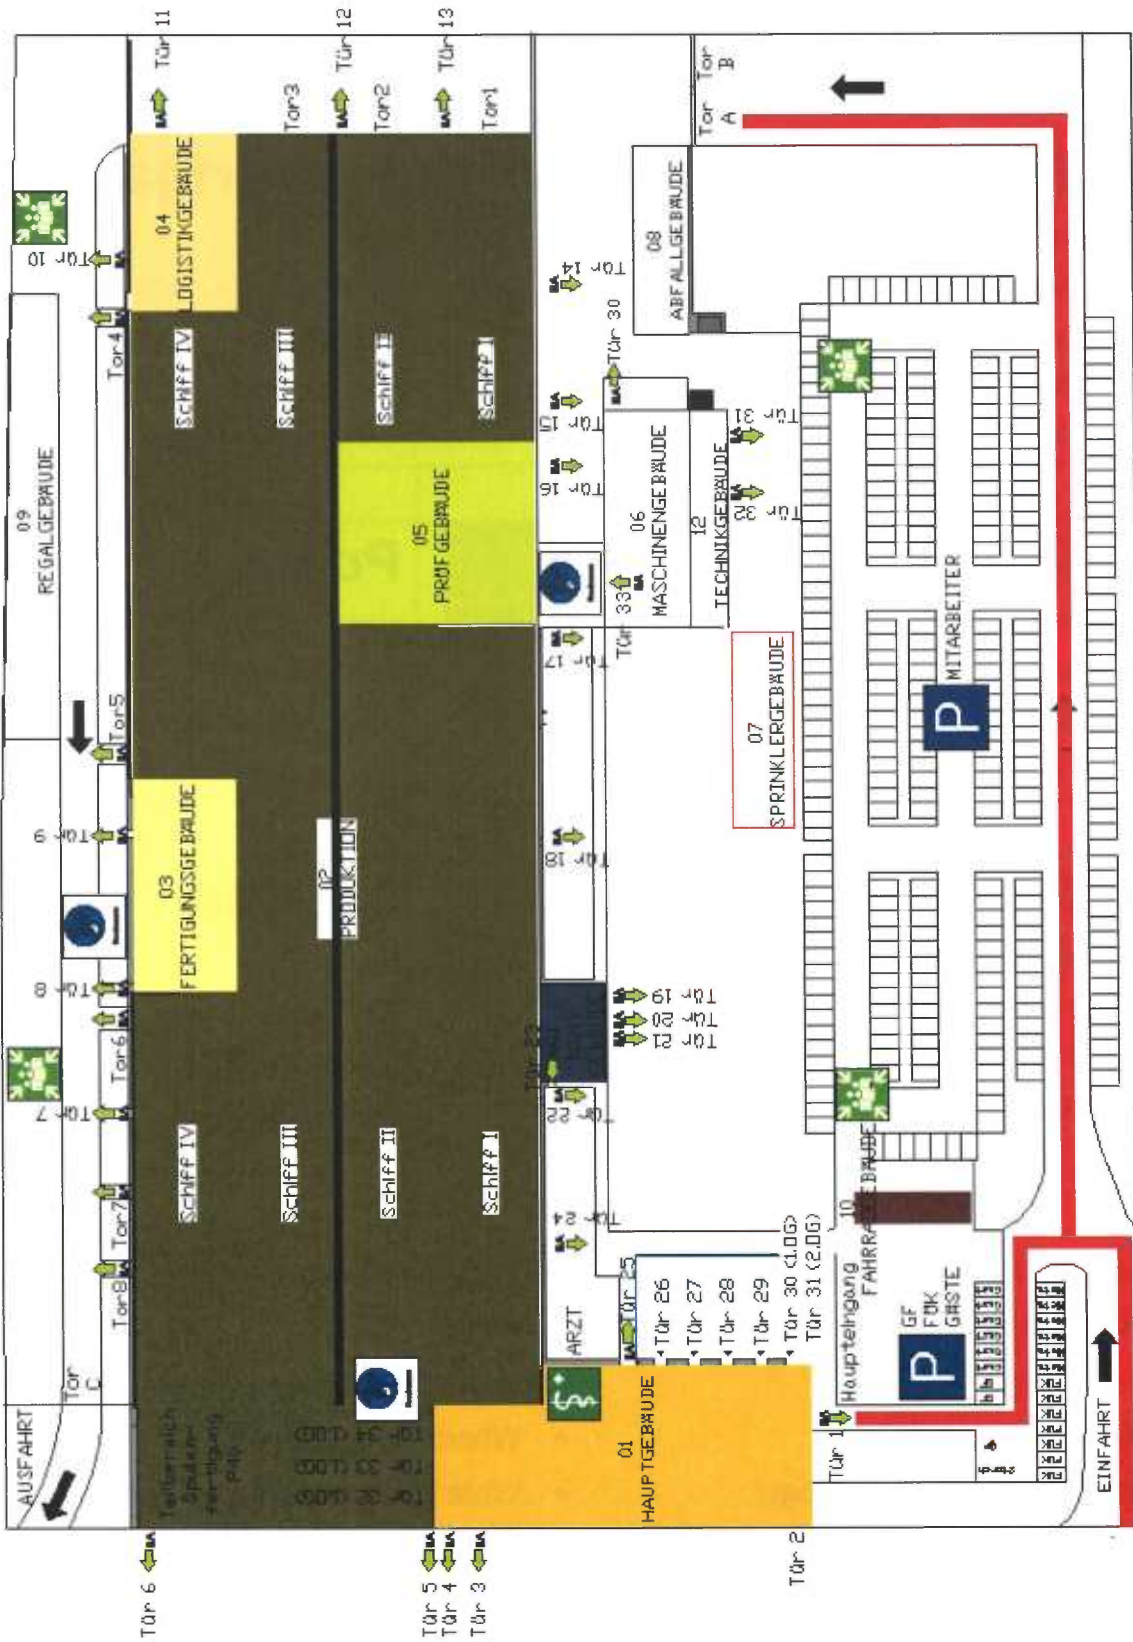 AUSFAHRT
Tor
C
Tor8
Tor7
Tür 7
Tor6
Tür 8
Tür 9
Tor5
09
REGALGEBÄUDE
Tor4
Tür 10
Tür 11
Tor3
Tür 12
Tor2
Tür 13
Tor1
Tür 6
Tür 5
Tür 4
Tür 3
Tür 2
Teilbereich
Spulen-
fertigung
Tür 32 (1.OG)
Tür 33 (1.OG)
Tür 34 (1.OG)
03
FERTIGUNGSGEBÄUDE
04
LOGISTIKGEBÄUDE
Schiff IV
Schiff III
Schiff II
Schiff I
02
PRODUKTION
Schiff IV
Schiff III
Schiff II
Schiff I
05
PRÜFGEBÄUDE
01
HAUPTGEBÄUDE
ARZT
Tür 24
Tür 22
Tür 23
Tür 21
Tür 20
Tür 19
Tür 18
Tür 17
Tür 16
Tür 15
Tür 14
Tür 25
Tür 26
Tür 27
Tür 28
Tür 29
Tür 30 (1.OG)
Tür 31 (2.OG)
Tür 33
Tür 30
06
MASCHINENGEBÄUDE
12
TECHNIKGEBÄUDE
Tür 32
Tür 31
08
ABFALLGEBÄUDE
Tor
A
Tor
B
07
SPRINKLERGEBÄUDE
Tür 1
Haupteingang
10
FAHRRADGEBÄUDE
P
GF
FÜK
GÄSTE
P
MITARBEITER
EINFAHRT